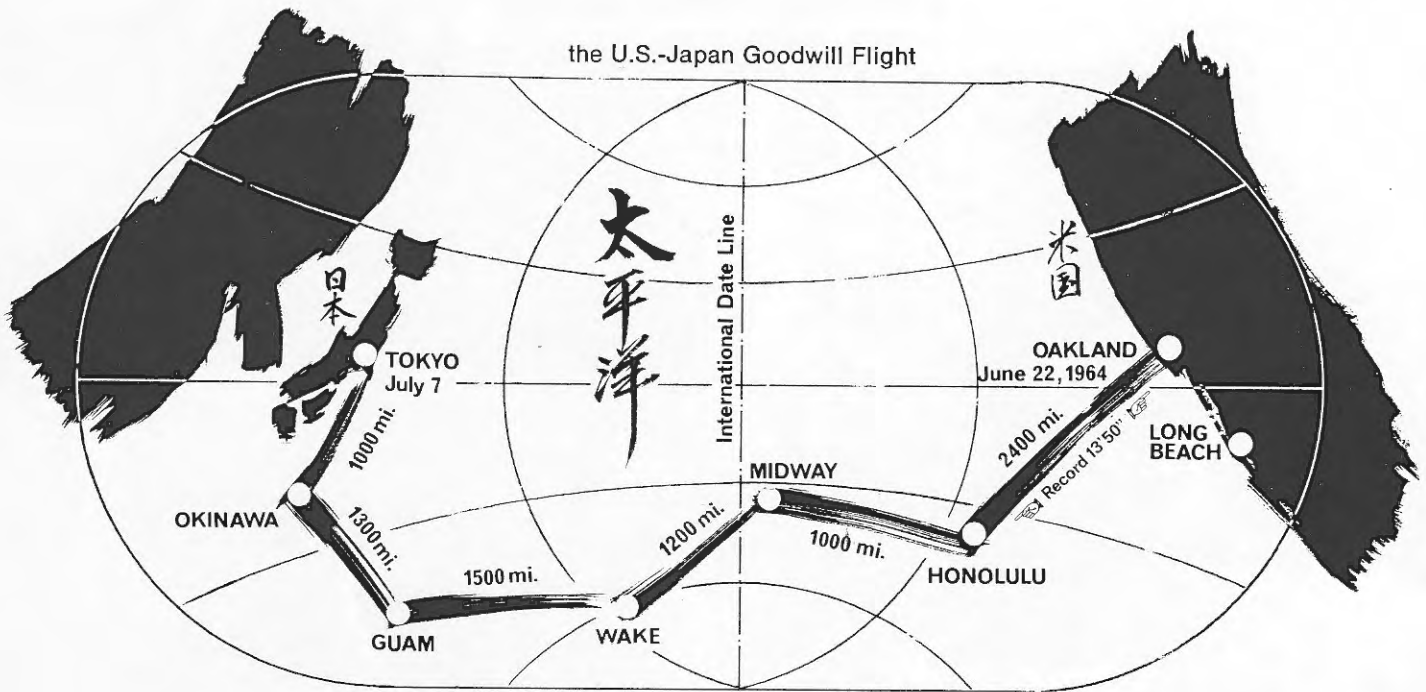 the U.S.-Japan Goodwill Flight
太平洋
International Date Line
日本
米国
TOKYO
July 7
1000 mi.
OKINAWA
1300 mi.
GUAM
1500 mi.
WAKE
1200 mi.
MIDWAY
1000 mi.
HONOLULU
2400 mi.
Record 13'50"
OAKLAND
June 22, 1964
LONG
BEACH